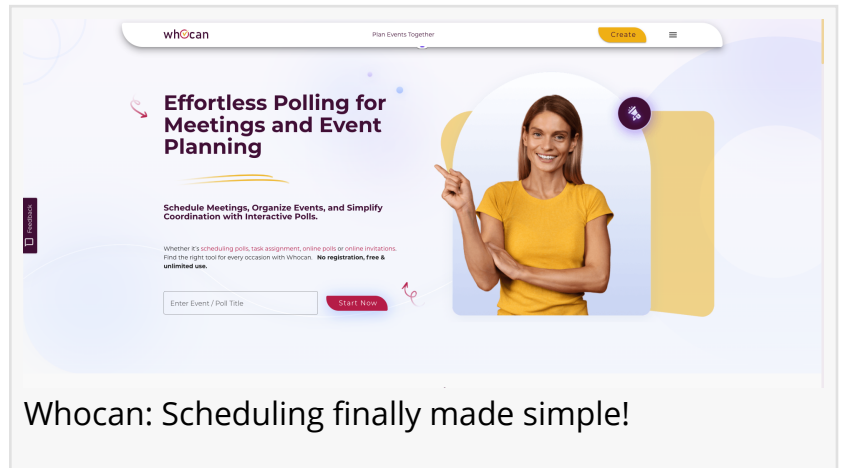 whocan
Plan Events Together
Create
Effortless Polling for
Meetings and Event
Planning
Feedback
Schedule Meetings, Organize Events, and Simplify
Coordination with Interactive Polls.
Whether it's scheduling polls, task assignment, online polls or online invitations.
Find the right tool for every occasion with Whocan. No registration, free &
unlimited use.
Enter Event / Poll Title
Start Now
Whocan: Scheduling finally made simple!